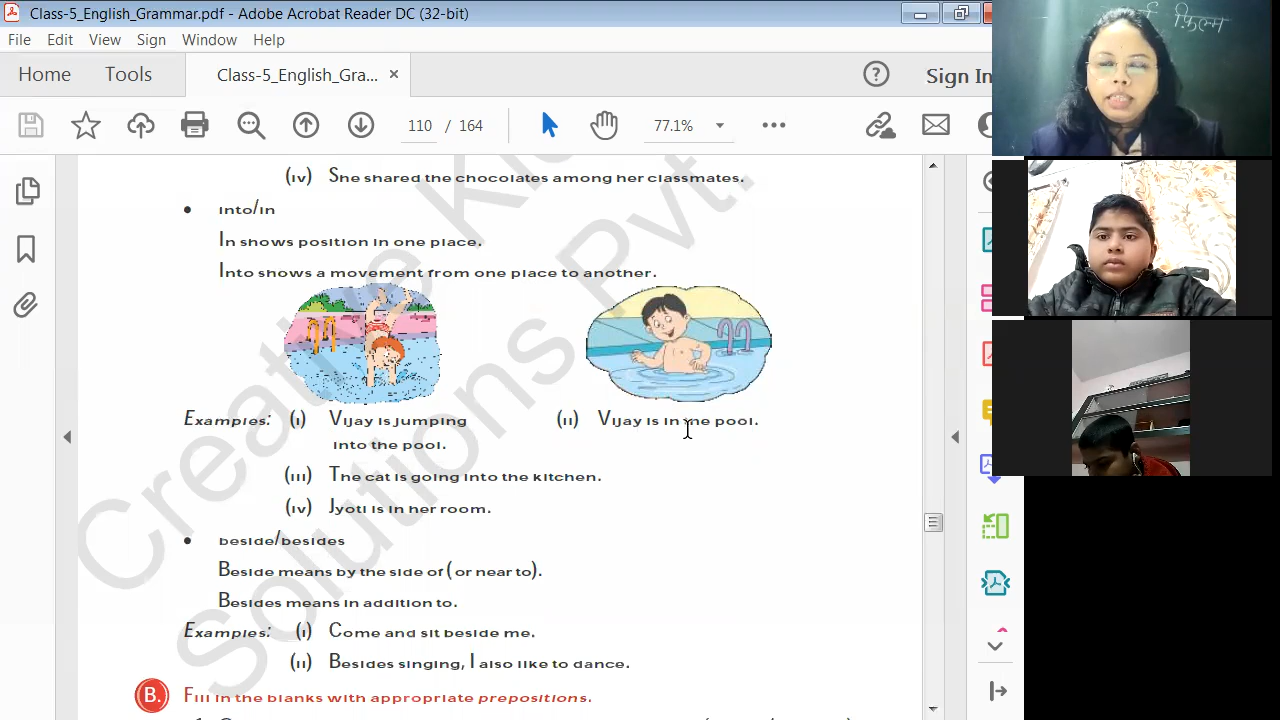 Class-5_English_Grammar.pdf - Adobe Acrobat Reader DC (32-bit)
File Edit View Sign Window Help
Home Tools Class-5_English_Gra... × Sign In
110 / 164 77.1%
(iv) She shared the chocolates among her classmates.
• into/in
In shows position in one place.
Into shows a movement from one place to another.
Examples: (i) Vijay is jumping into the pool.
(ii) Vijay is in the pool.
(iii) The cat is going into the kitchen.
(iv) Jyoti is in her room.
• beside/besides
Beside means by the side of (or near to).
Besides means in addition to.
Examples: (i) Come and sit beside me.
(ii) Besides singing, I also like to dance.
B. Fill in the blanks with appropriate prepositions.
Solutions Pvt.
फ़िल्म